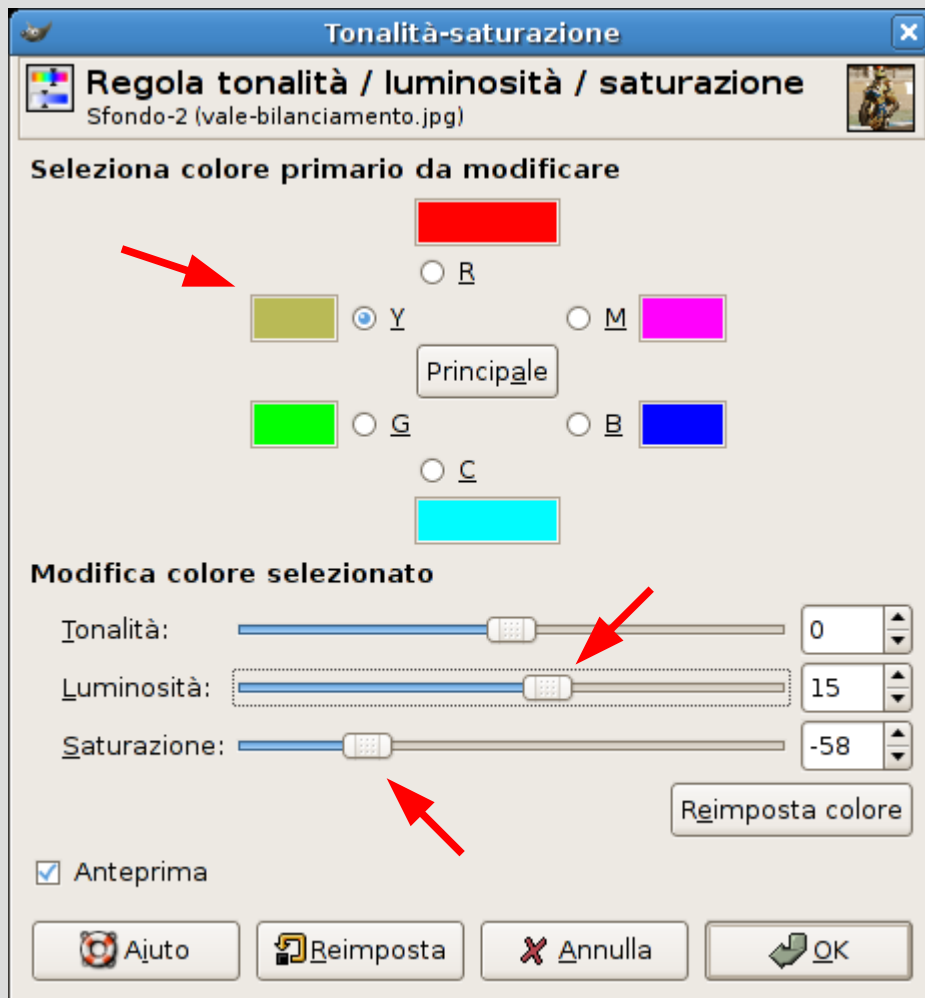 Tonalità-saturazione
Regola tonalità / luminosità / saturazione
Sfondo-2 (vale-bilanciamento.jpg)
Seleziona colore primario da modificare
R
Y
M
Principale
G
B
C
Modifica colore selezionato
Tonalità: 0
Luminosità: 15
Saturazione: -58
Reimposta colore
Anteprima
Aiuto Reimposta Annulla OK